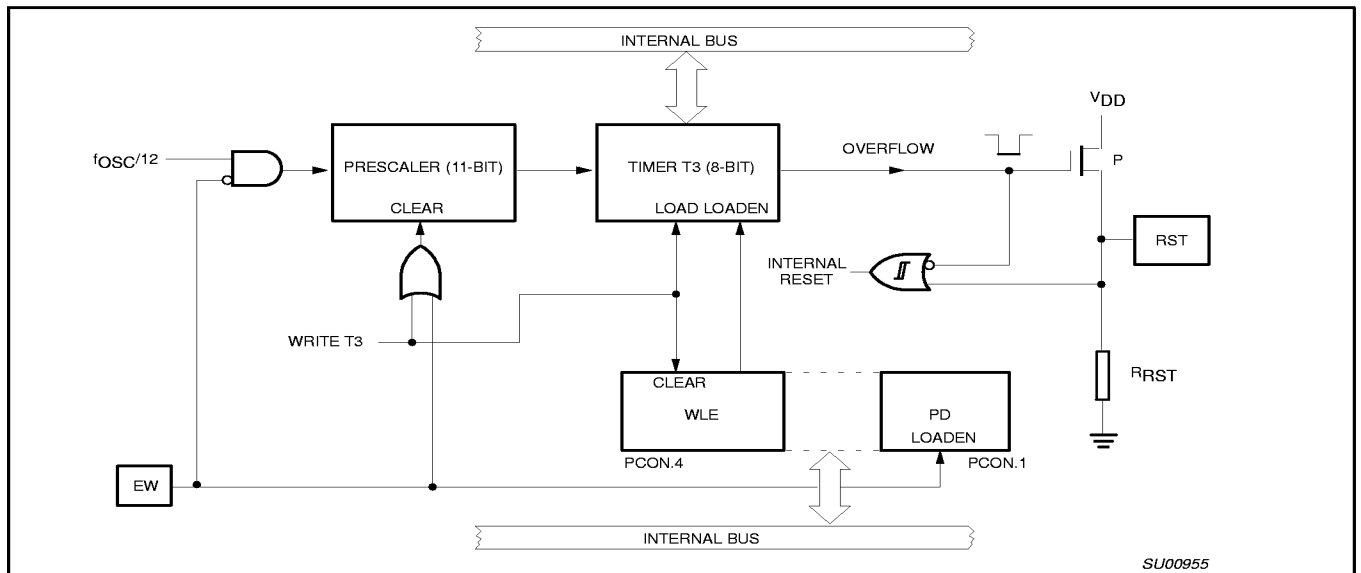 INTERNAL BUS
VDD
fOSC/12
PRESCALER (11-BIT)
CLEAR
TIMER T3 (8-BIT)
LOAD LOADEN
OVERFLOW
P
RST
INTERNAL
RESET
WRITE T3
CLEAR
WLE
PCON.4
PD
LOADEN
PCON.1
RRST
EW
INTERNAL BUS
SU00955